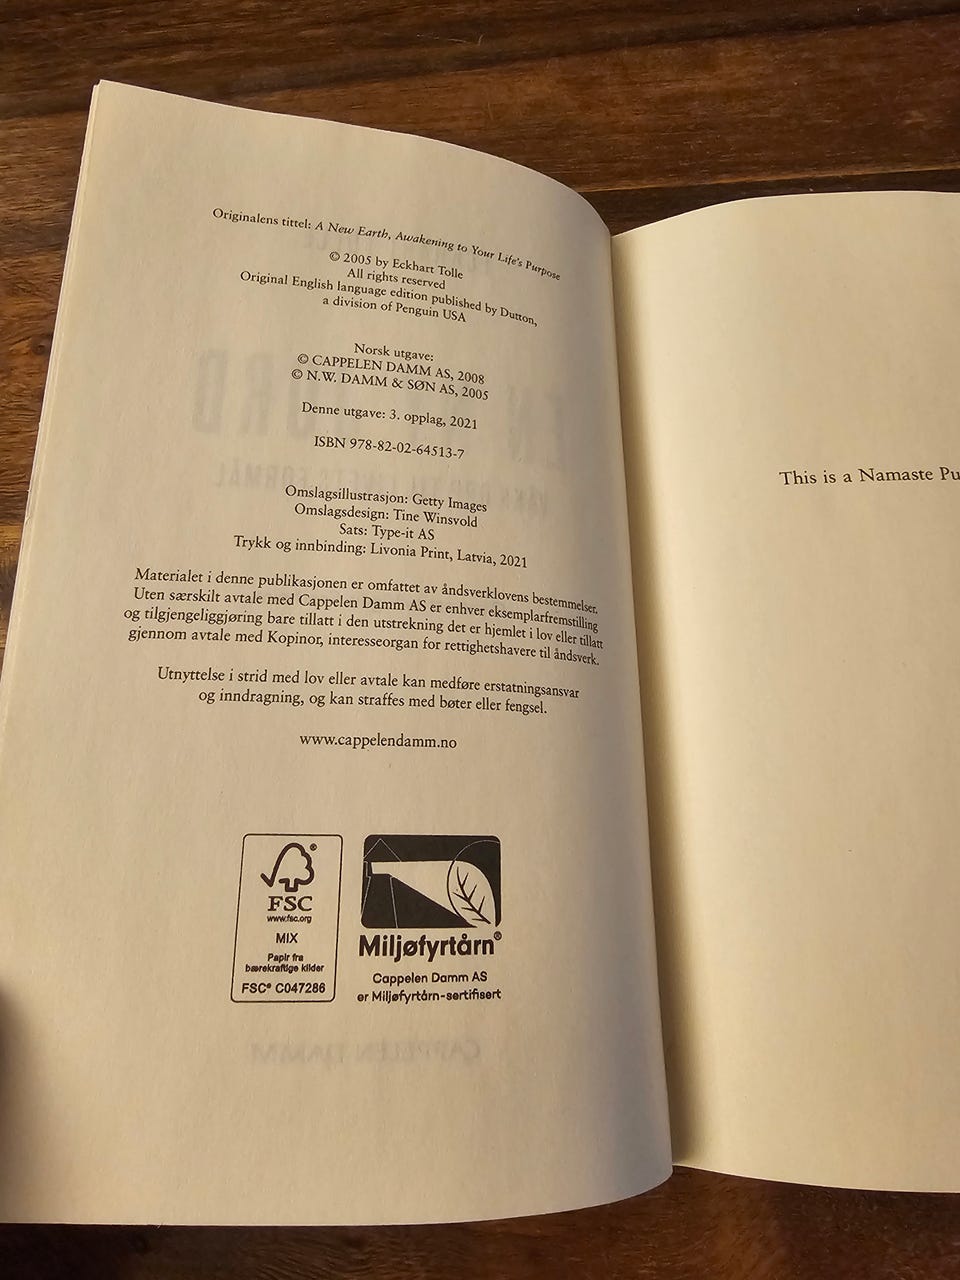 Originalens tittel: A New Earth, Awakening to Your Life's Purpose
© 2005 by Eckhart Tolle
All rights reserved
Original English language edition published by Dutton,
a division of Penguin USA
Norsk utgave:
© CAPPELEN DAMM AS, 2008
© N.W. DAMM & SØN AS, 2005
Denne utgave: 3. opplag, 2021
ISBN 978-82-02-64513-7
Omslagsillustrasjon: Getty Images
Omslagsdesign: Tine Winsvold
Sats: Type-it AS
Trykk og innbinding: Livonia Print, Latvia, 2021
Materialet i denne publikasjonen er omfattet av åndsverklovens bestemmelser.
Uten særskilt avtale med Cappelen Damm AS er enhver eksemplarfremstilling
og tilgjengeliggjøring bare tillatt i den utstrekning det er hjemlet i lov eller tillatt
gjennom avtale med Kopinor, interesseorgan for rettighetshavere til åndsverk.
Utnyttelse i strid med lov eller avtale kan medføre erstatningsansvar
og inndragning, og kan straffes med bøter eller fengsel.
www.cappelendamm.no
FSC
www.fsc.org
MIX
Papir fra
bærekraftige kilder
FSC® C047286
Miljøfyrtårn®
Cappelen Damm AS
er Miljøfyrtårn-sertifisert
CAPPELEN DAMM
This is a Namaste Pu